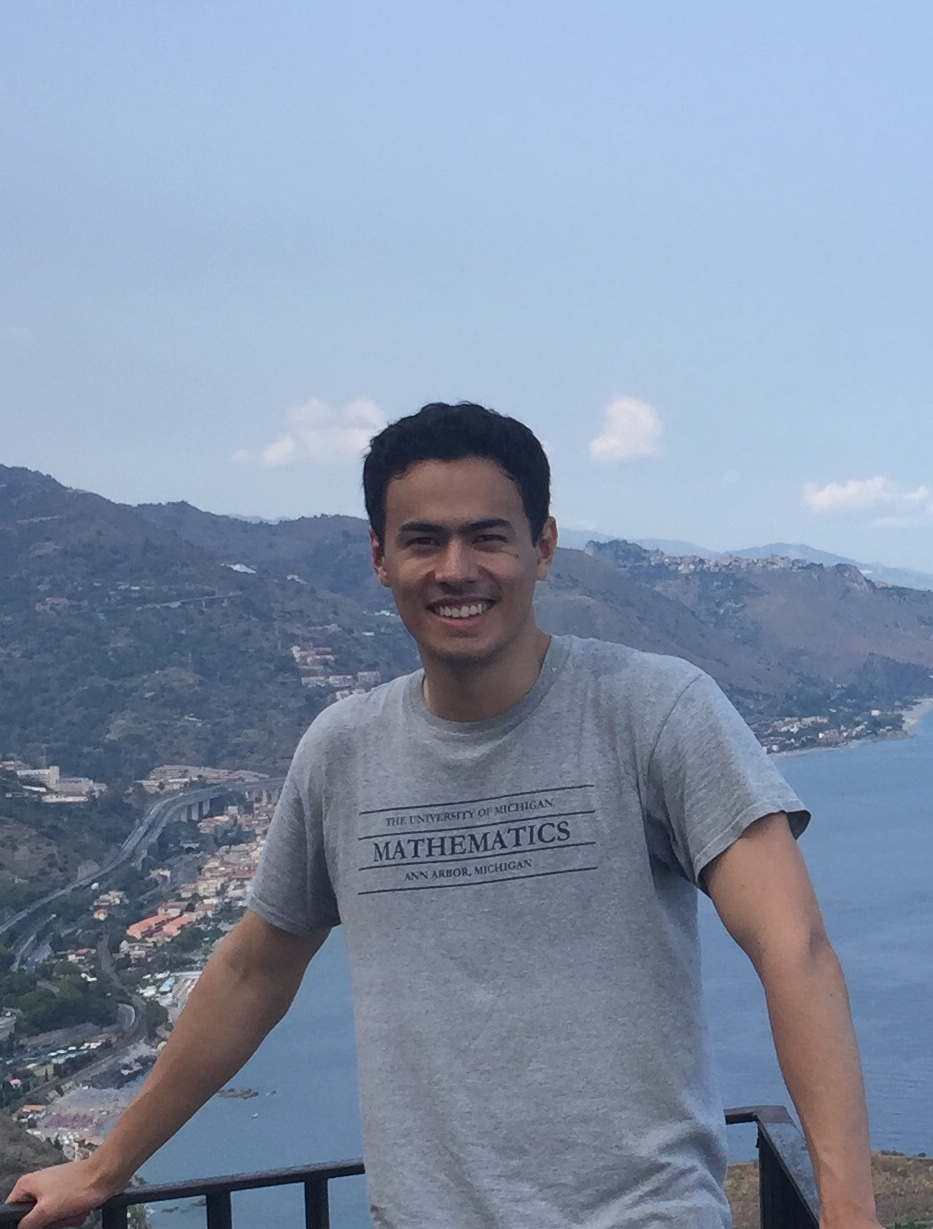 THE UNIVERSITY OF MICHIGAN
MATHEMATICS
ANN ARBOR, MICHIGAN